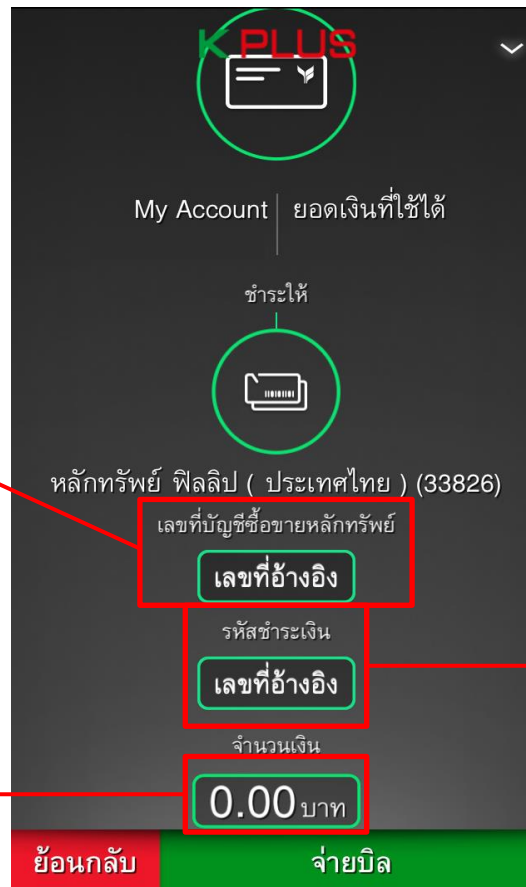 K PLUS
My Account ยอดเงินที่ใช้ได้
ชำระให้
หลักทรัพย์ ฟิลลิป ( ประเทศไทย ) (33826)
เลขที่บัญชีซื้อขายหลักทรัพย์
เลขที่อ้างอิง
รหัสชำระเงิน
เลขที่อ้างอิง
จำนวนเงิน
0.00 บาท
ย้อนกลับ จ่ายบิล